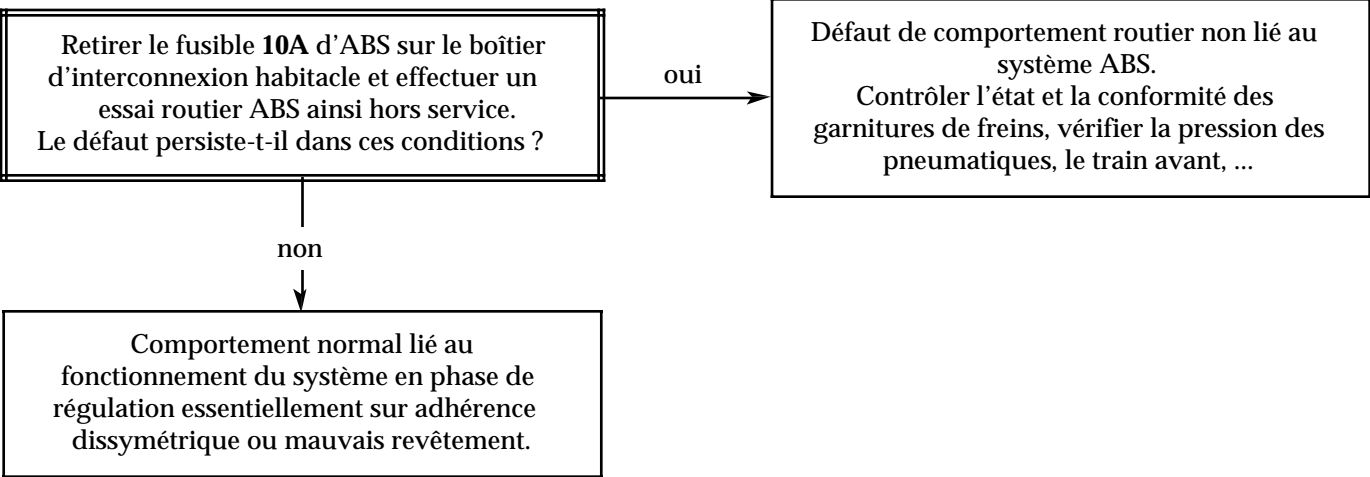 Retirer le fusible 10A d’ABS sur le boîtier
d’interconnexion habitacle et effectuer un
essai routier ABS ainsi hors service.
Le défaut persiste-t-il dans ces conditions ?
oui
Défaut de comportement routier non lié au
système ABS.
Contrôler l’état et la conformité des
garnitures de freins, vérifier la pression des
pneumatiques, le train avant, ...
non
Comportement normal lié au
fonctionnement du système en phase de
régulation essentiellement sur adhérence
dissymétrique ou mauvais revêtement.